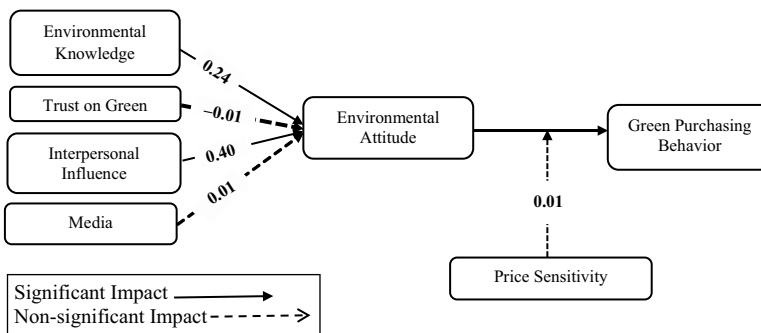 Environmental
Knowledge
0.24
Trust on Green
–0.01
Interpersonal
Influence
0.40
Media
0.01
Environmental
Attitude
Green Purchasing
Behavior
0.01
Price Sensitivity
Significant Impact
Non-significant Impact